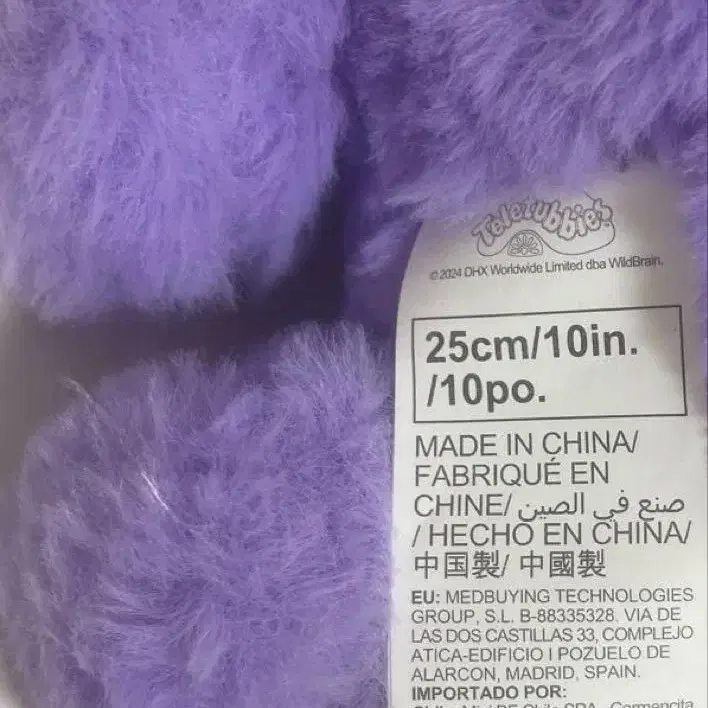 Teletubbies
©2024 DHX Worldwide Limited dba WildBrain.
25cm/10in.
/10po.
MADE IN CHINA/
FABRIQUÉ EN
CHINE/ صنع في الصين
/ HECHO EN CHINA/
中国製/ 中國製
EU: MEDBUYING TECHNOLOGIES
GROUP, S.L. B-88335328. VIA DE
LAS DOS CASTILLAS 33, COMPLEJO
ATICA-EDIFICIO I POZUELO DE
ALARCON, MADRID, SPAIN.
IMPORTADO POR: